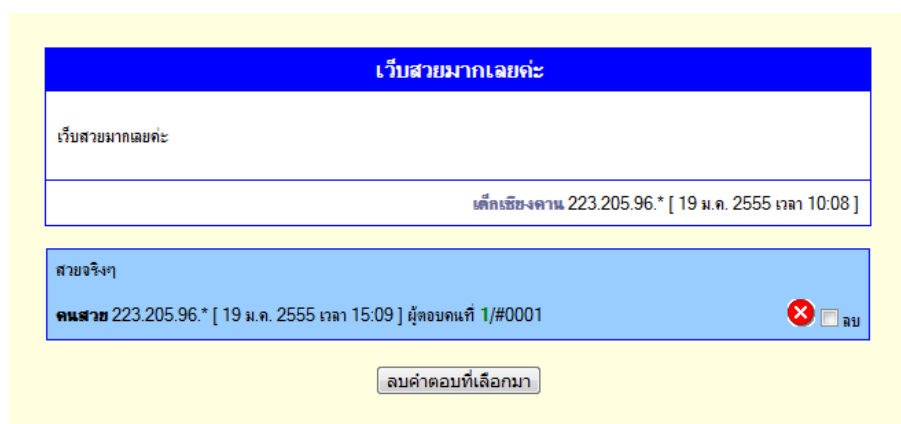 เว็บสวยมากเลยค่ะ
เว็บสวยมากเลยค่ะ
เด็กเชียงคาน 223.205.96.* [ 19 ม.ค. 2555 เวลา 10:08 ]
สวยจริงๆ
คนสวย 223.205.96.* [ 19 ม.ค. 2555 เวลา 15:09 ] ผู้ตอบคนที่ 1/#0001
ลบ
ลบคำตอบที่เลือกมา